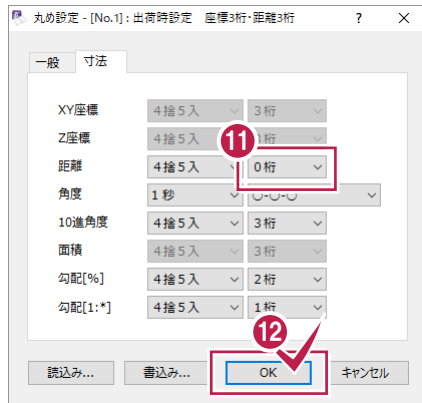 丸め設定 - [No.1] : 出荷時設定 座標3桁・距離3桁 ? ×
一般 寸法
XY座標 4捨5入 3桁
Z座標 4捨5入 桁
⑪
距離 4捨5入 0桁
角度 1秒 ○-○-○
10進角度 4捨5入 3桁
面積 4捨5入 3桁
勾配[%] 4捨5入 2桁
勾配[1:*] 4捨5入 1桁
⑫
読込み... 書込み... OK キャンセル